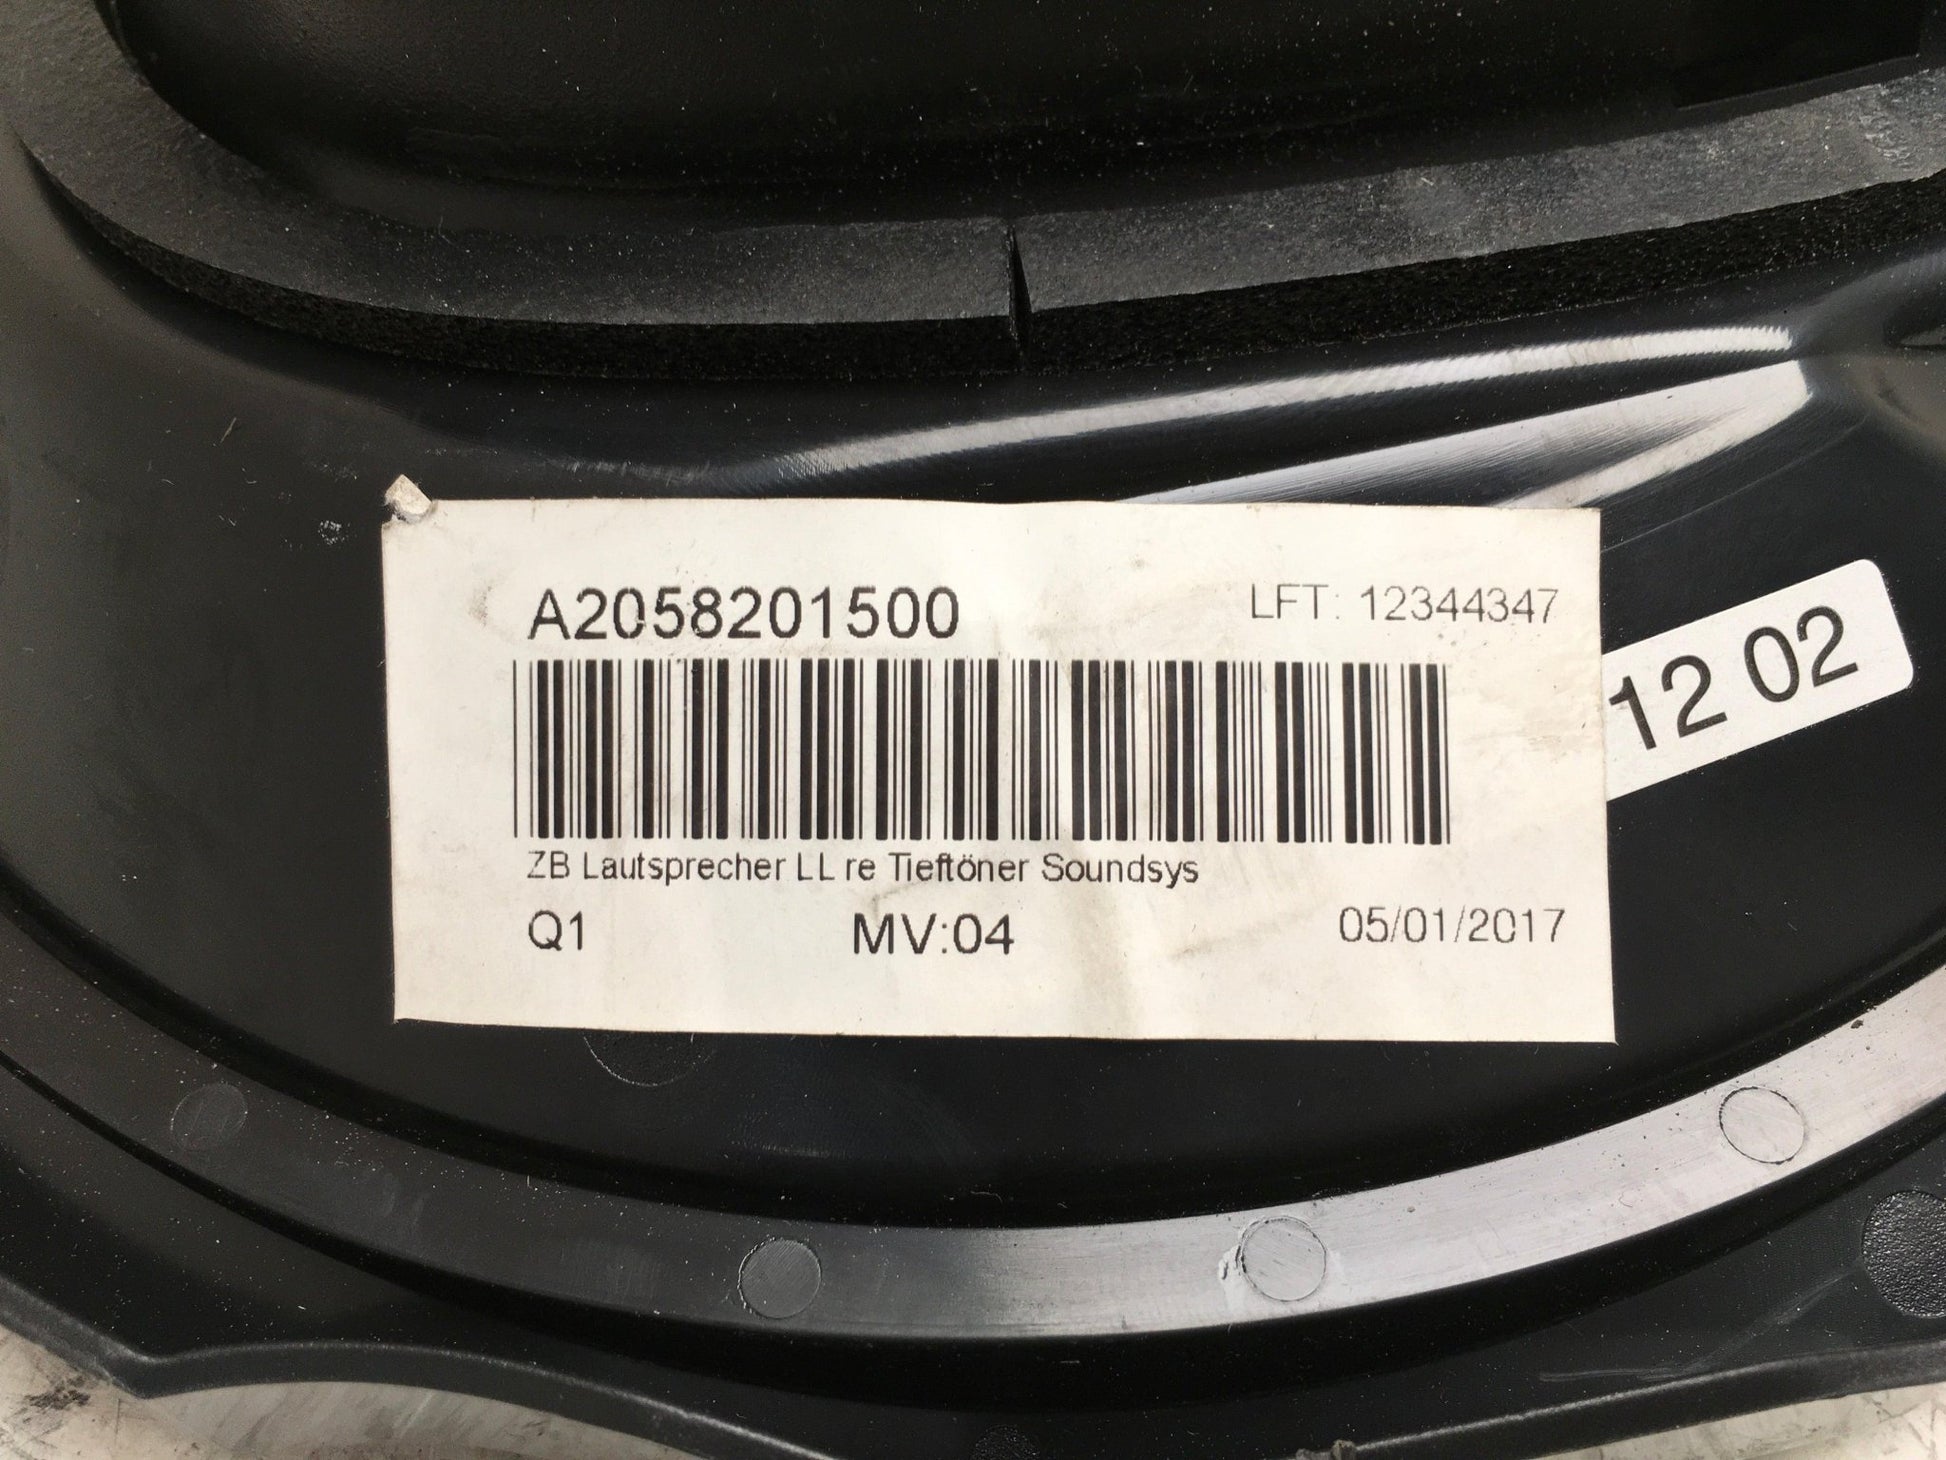 A2058201500
LFT: 12344347
12 02
ZB Lautsprecher LL re Tieftöner Soundsys
Q1
MV:04
05/01/2017